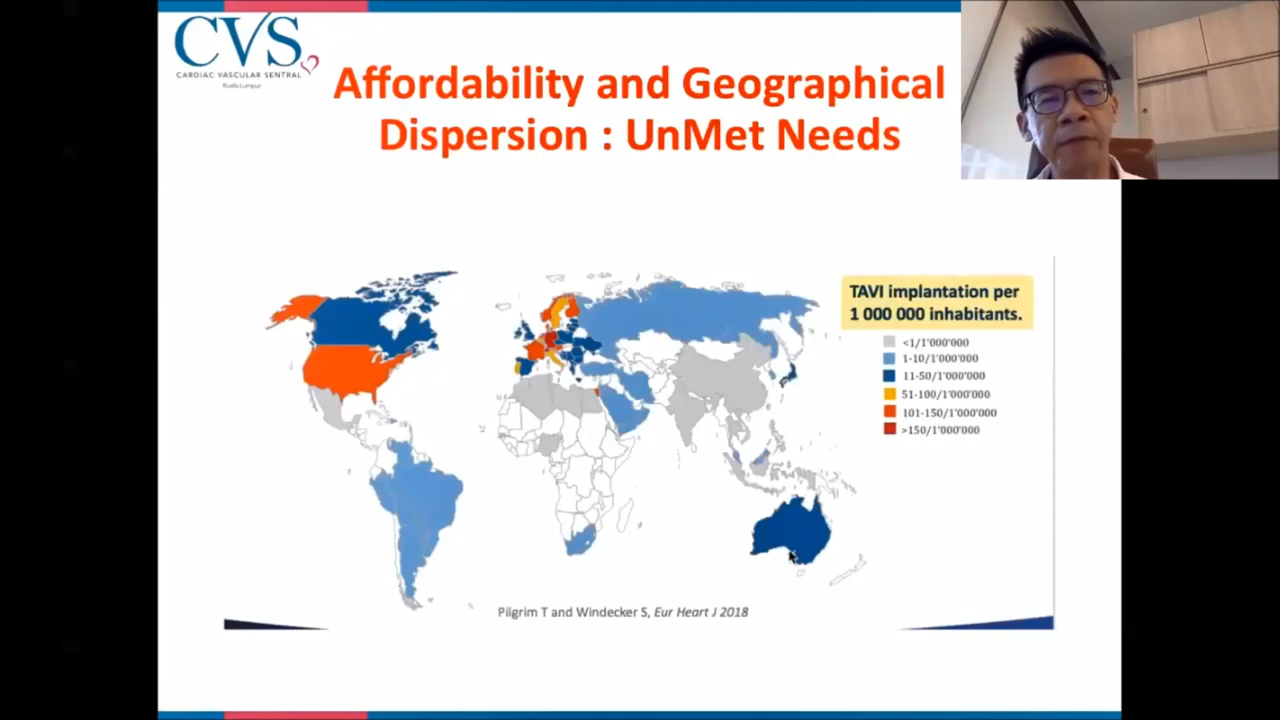 CVS
CARDIAC VASCULAR SENTRAL
Kuala Lumpur
Affordability and Geographical
Dispersion : UnMet Needs
TAVI implantation per
1 000 000 inhabitants.
<1/1'000'000
1-10/1'000'000
11-50/1'000'000
51-100/1'000'000
101-150/1'000'000
>150/1'000'000
Pilgrim T and Windecker S, Eur Heart J 2018